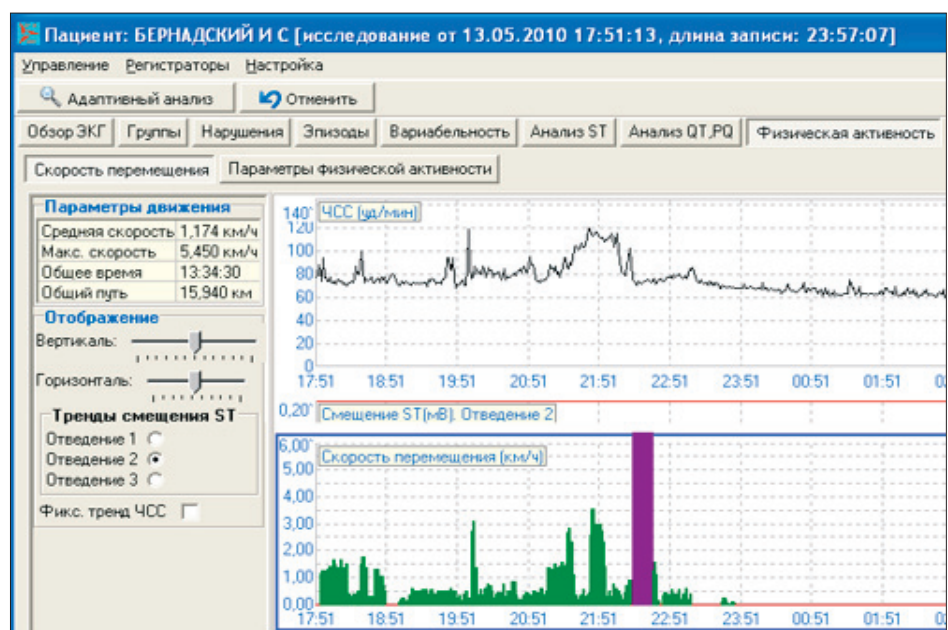 Пациент: БЕРНАДСКИЙ И С [исследование от 13.05.2010 17:51:13, длина записи: 23:57:07]
Управление Регистраторы Настройка
Адаптивный анализ Отменить
Обзор ЭКГ Группы Нарушения Эпизоды Вариабельность Анализ ST Анализ QT,PQ Физическая активность
Скорость перемещения Параметры физической активности
Параметры движения
Средняя скорость 1,174 км/ч
Макс. скорость 5,450 км/ч
Общее время 13:34:30
Общий путь 15,940 км
Отображение
Вертикаль:
Горизонталь:
Тренды смещения ST
Отведение 1
Отведение 2
Отведение 3
Фикс. тренд ЧСС
ЧСС (уд/мин)
140
120
100
80
60
40
20
0
17:51 18:51 19:51 20:51 21:51 22:51 23:51 00:51 01:51
0,20 Смещение ST(мВ). Отведение 2
Скорость перемещения (км/ч)
6,00
5,00
4,00
3,00
2,00
1,00
0,00
17:51 18:51 19:51 20:51 21:51 22:51 23:51 00:51 01:51